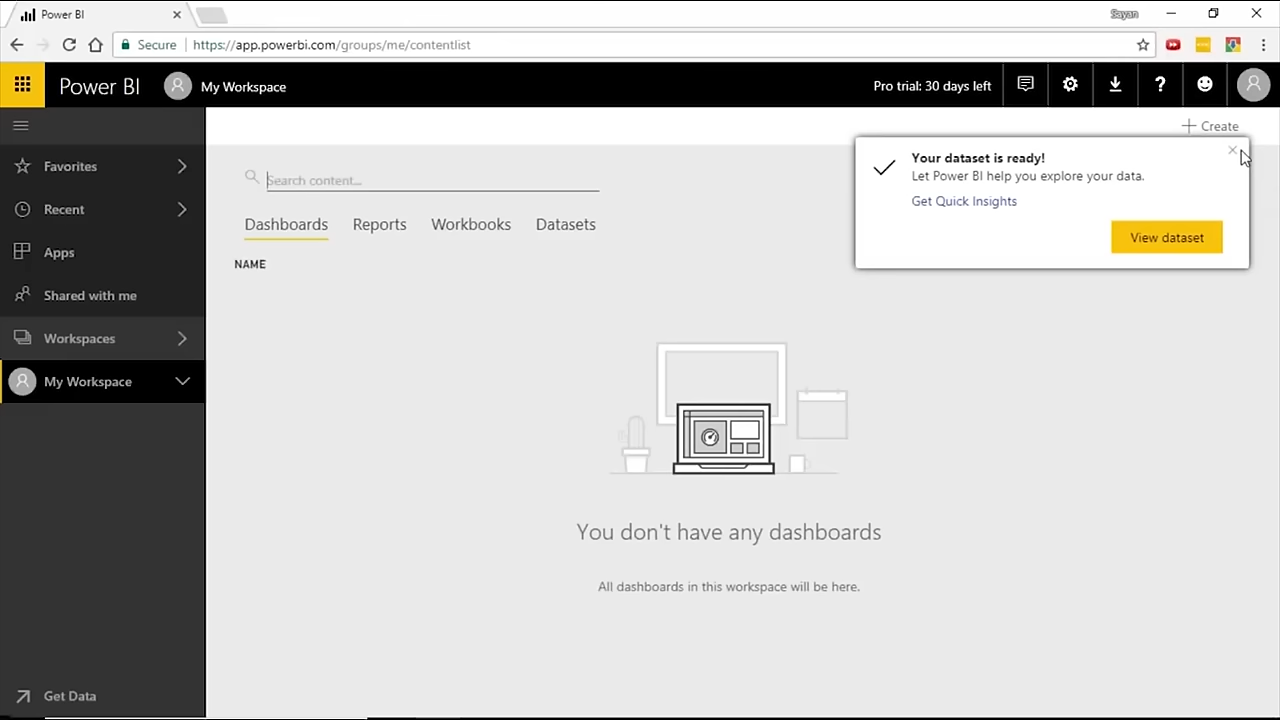 Power BI
Sayan
Secure
https://app.powerbi.com/groups/me/contentlist
Power BI
My Workspace
Pro trial: 30 days left
Create
Favorites
Recent
Apps
Shared with me
Workspaces
My Workspace
Get Data
Search content...
Dashboards Reports Workbooks Datasets
NAME
Your dataset is ready!
Let Power BI help you explore your data.
Get Quick Insights
View dataset
You don't have any dashboards
All dashboards in this workspace will be here.